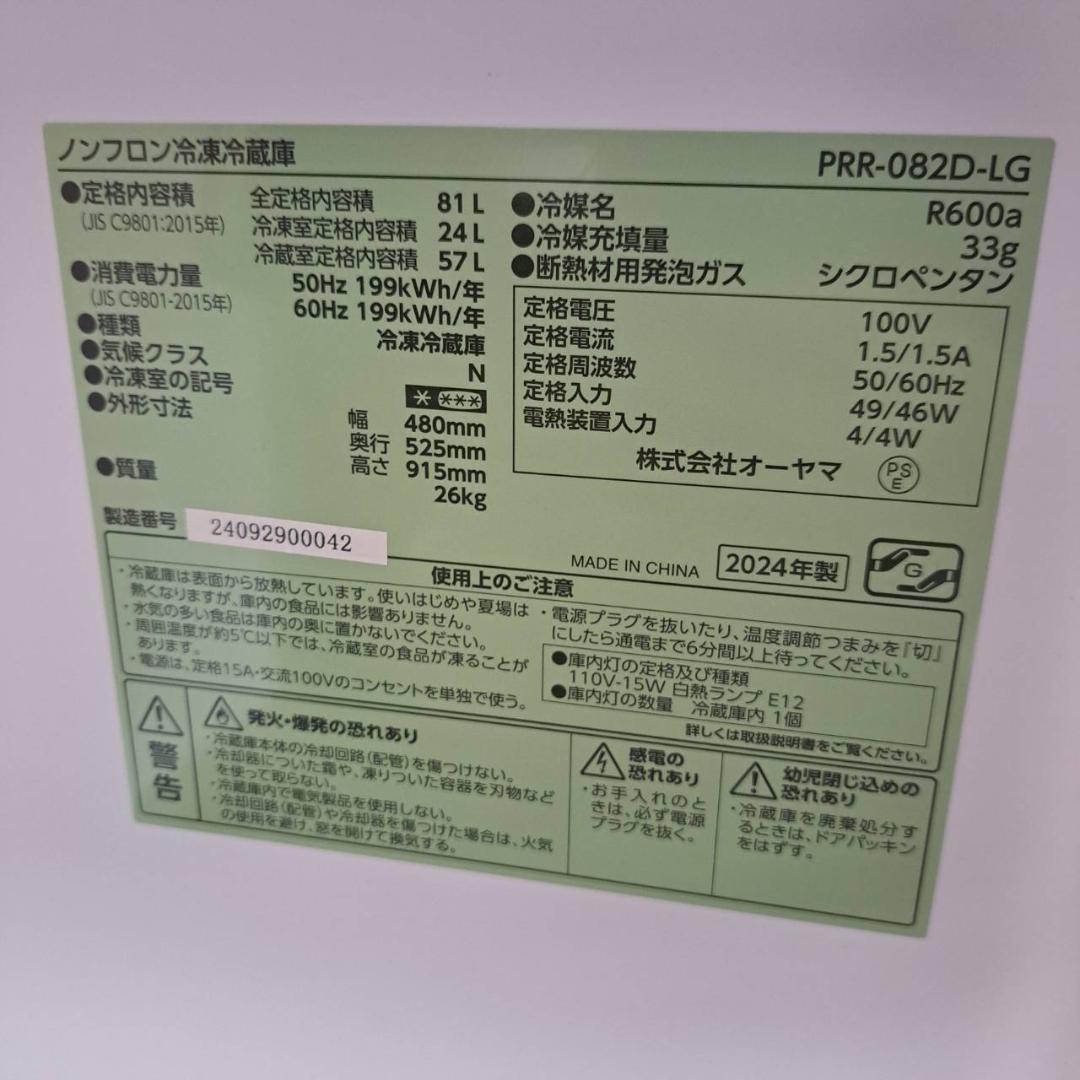 ノンフロン冷凍冷蔵庫
PRR-082D-LG
●定格内容積
(JIS C9801:2015年)
全定格内容積 81L
冷凍室定格内容積 24L
冷蔵室定格内容積 57L
●消費電力量
(JIS C9801-2015年)
50Hz 199kWh/年
60Hz 199kWh/年
●種類 冷凍冷蔵庫
●気候クラス N
●冷凍室の記号 * ***
●外形寸法
幅 480mm
奥行 525mm
高さ 915mm
●質量 26kg
●冷媒名 R600a
●冷媒充填量 33g
●断熱材用発泡ガス シクロペンタン
定格電圧 100V
定格電流 1.5/1.5A
定格周波数 50/60Hz
定格入力 49/46W
電熱装置入力 4/4W
株式会社オーヤマ
PS
E
製造番号 24092900042
MADE IN CHINA
2024年製
G
使用上のご注意
・冷蔵庫は表面から放熱しています。使いはじめや夏場は
熱くなりますが、庫内の食品には影響ありません。
・水気の多い食品は庫内の奥に置かないでください。
・周囲温度が約5℃以下では、冷蔵室の食品が凍ることが
あります。
・電源は、定格15A・交流100Vのコンセントを単独で使う。
・電源プラグを抜いたり、温度調節つまみを「切」
にしたら通電まで6分間以上待ってください。
●庫内灯の定格及び種類
110V-15W 白熱ランプ E12
●庫内灯の数量 冷蔵庫内 1個
詳しくは取扱説明書をご覧ください。
警告
発火・爆発の恐れあり
・冷蔵庫本体の冷却回路(配管)を傷つけない。
・冷却器についた霜や、凍りついた容器を刃物など
を使って取らない。
・冷蔵庫内で電気製品を使用しない。
・冷却回路(配管)や冷却器を傷つけた場合は、火気
の使用を避け、窓を開けて換気する。
感電の
恐れあり
・お手入れのと
きは、必ず電源
プラグを抜く。
幼児閉じ込めの
恐れあり
・冷蔵庫を廃棄処分す
るときは、ドアパッキン
をはずす。